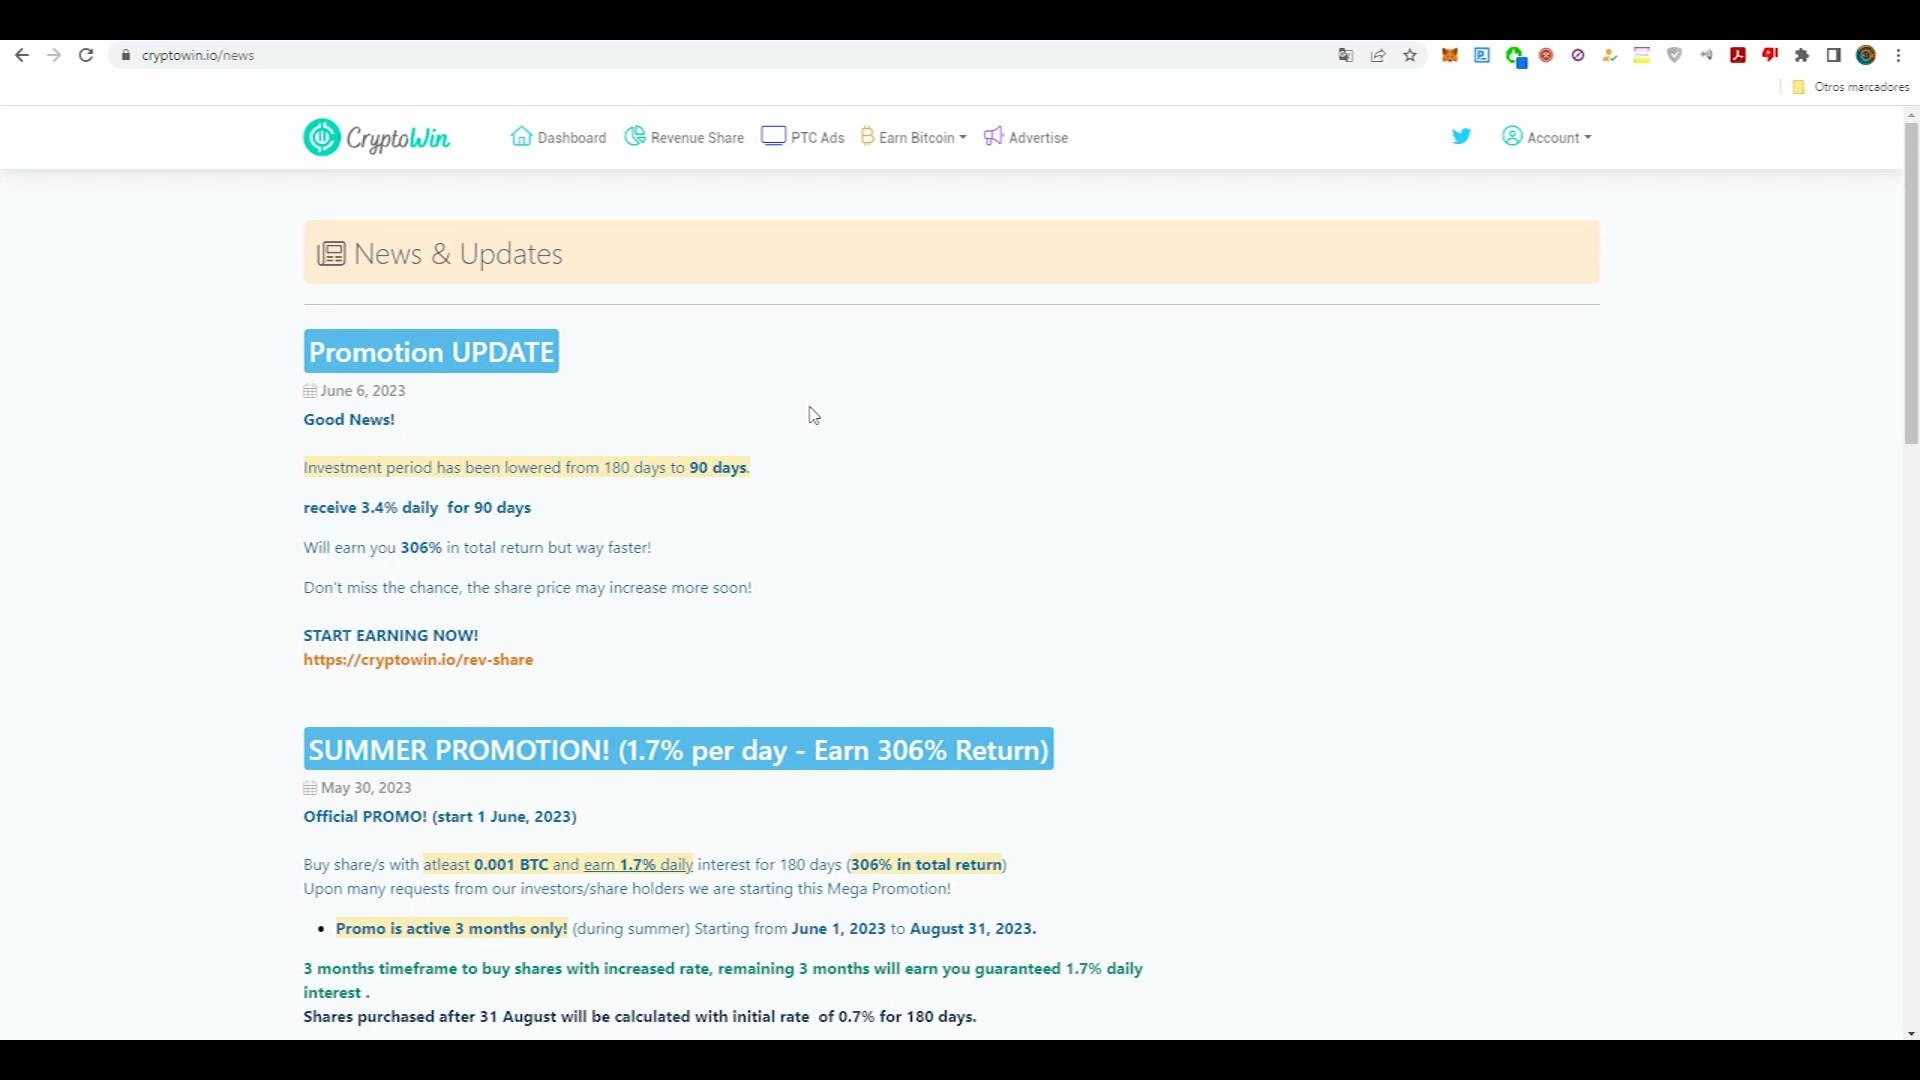 cryptowin.io/news
Otros marcadores
CryptoWin Dashboard Revenue Share PTC Ads Earn Bitcoin Advertise Account
News & Updates
Promotion UPDATE
June 6, 2023
Good News!
Investment period has been lowered from 180 days to 90 days.
receive 3.4% daily for 90 days
Will earn you 306% in total return but way faster!
Don't miss the chance, the share price may increase more soon!
START EARNING NOW!
https://cryptowin.io/rev-share
SUMMER PROMOTION! (1.7% per day - Earn 306% Return)
May 30, 2023
Official PROMO! (start 1 June, 2023)
Buy share/s with atleast 0.001 BTC and earn 1.7% daily interest for 180 days (306% in total return)
Upon many requests from our investors/share holders we are starting this Mega Promotion!
• Promo is active 3 months only! (during summer) Starting from June 1, 2023 to August 31, 2023.
3 months timeframe to buy shares with increased rate, remaining 3 months will earn you guaranteed 1.7% daily
interest .
Shares purchased after 31 August will be calculated with initial rate of 0.7% for 180 days.